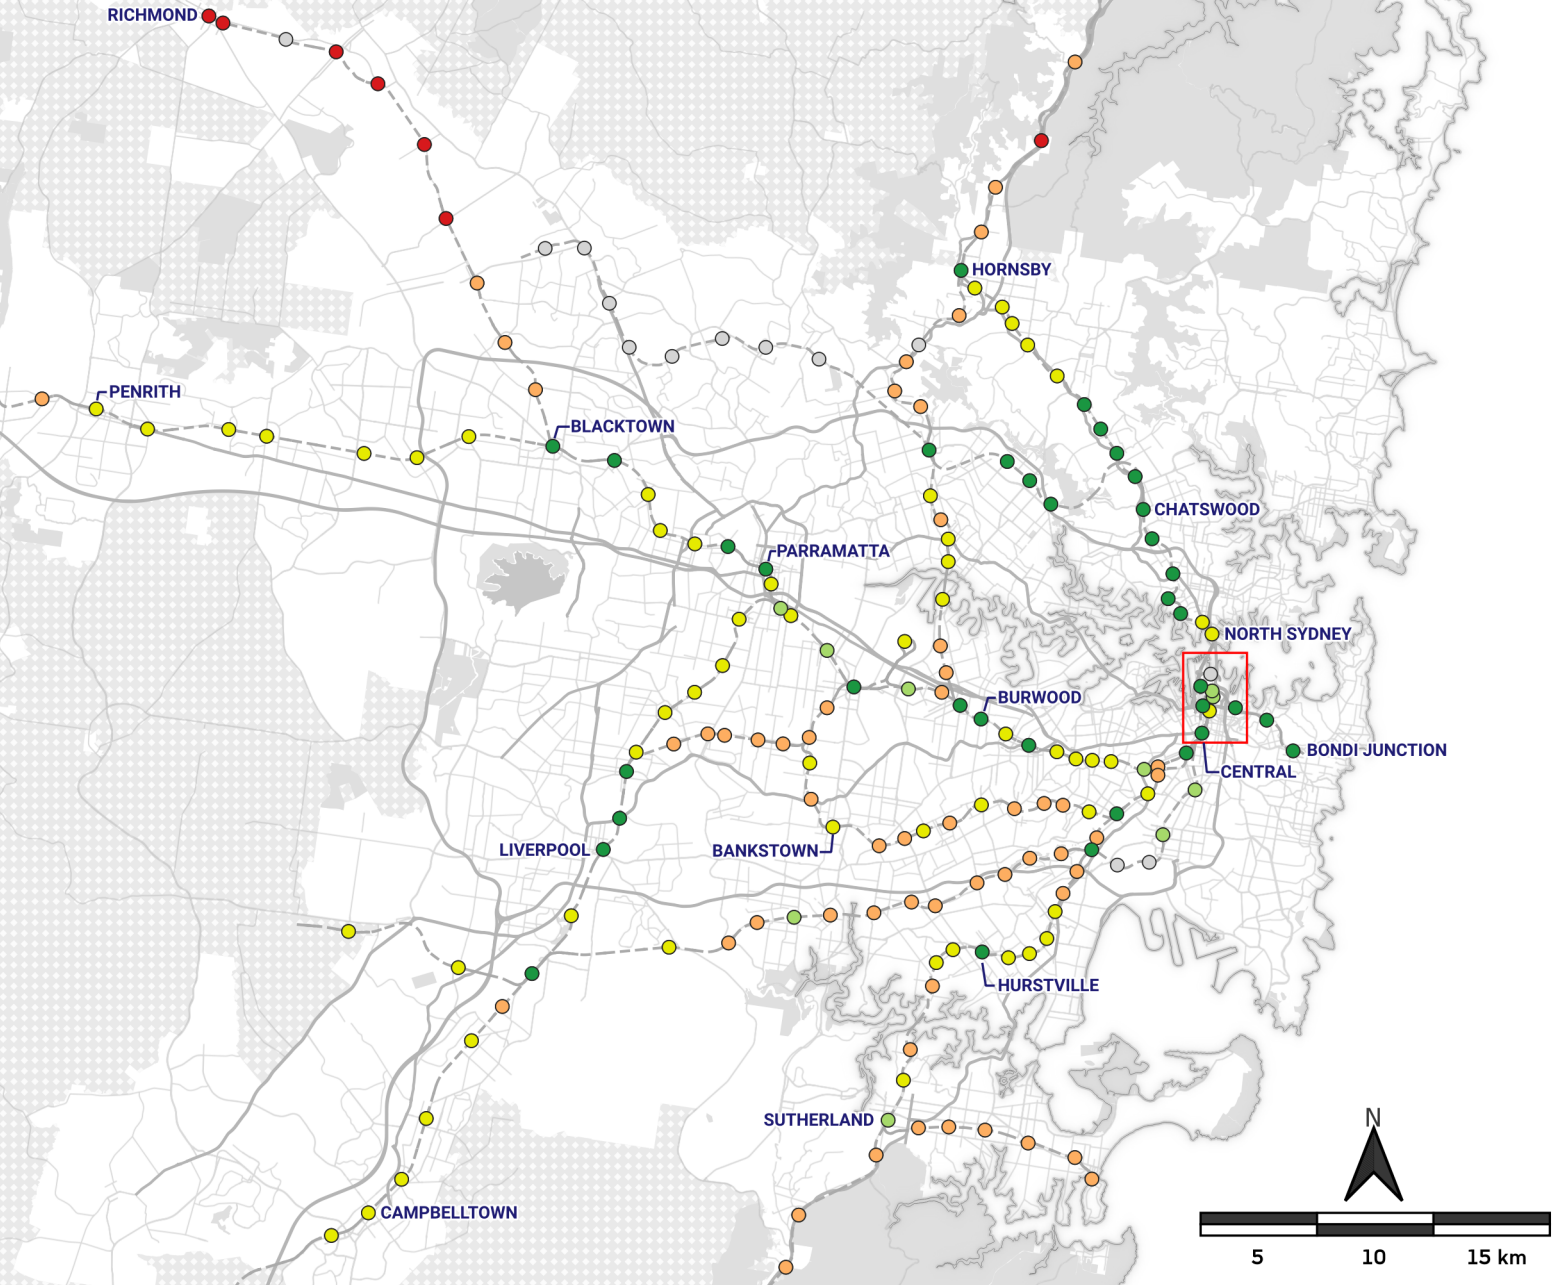 RICHMOND
HORNSBY
PENRITH
BLACKTOWN
CHATSWOOD
PARRAMATTA
NORTH SYDNEY
BURWOOD
BONDI JUNCTION
CENTRAL
LIVERPOOL
BANKSTOWN
HURSTVILLE
SUTHERLAND
N
CAMPBELLTOWN
5 10 15 km